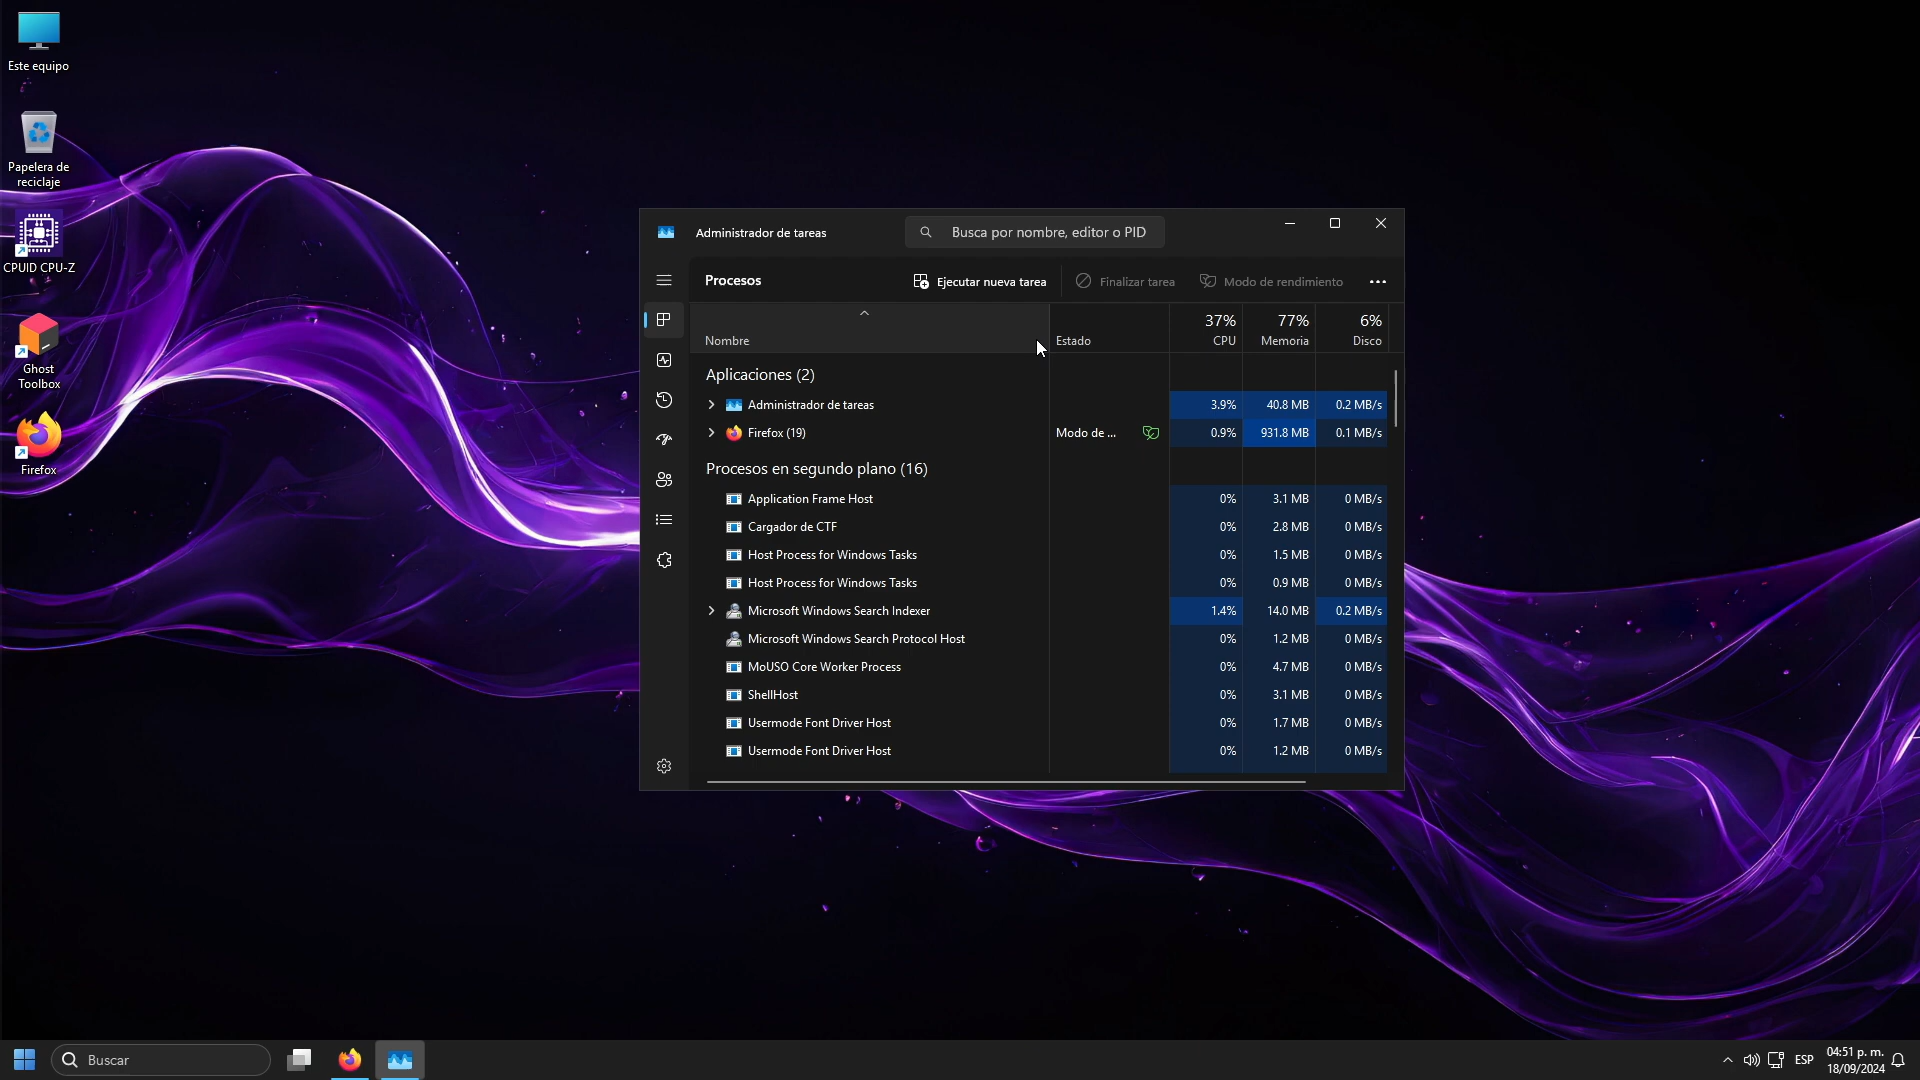 Este equipo
Papelera de
reciclaje
CPUID CPU-Z
Ghost
Toolbox
Firefox
Administrador de tareas
Busca por nombre, editor o PID
Procesos
Ejecutar nueva tarea
Finalizar tarea
Modo de rendimiento
37% 77% 6%
Nombre Estado CPU Memoria Disco
Aplicaciones (2)
Administrador de tareas 3.9% 40.8 MB 0.2 MB/s
Firefox (19) Modo de ... 0.9% 931.8 MB 0.1 MB/s
Procesos en segundo plano (16)
Application Frame Host 0% 3.1 MB 0 MB/s
Cargador de CTF 0% 2.8 MB 0 MB/s
Host Process for Windows Tasks 0% 1.5 MB 0 MB/s
Host Process for Windows Tasks 0% 0.9 MB 0 MB/s
Microsoft Windows Search Indexer 1.4% 14.0 MB 0.2 MB/s
Microsoft Windows Search Protocol Host 0% 1.2 MB 0 MB/s
MoUSO Core Worker Process 0% 4.7 MB 0 MB/s
ShellHost 0% 3.1 MB 0 MB/s
Usermode Font Driver Host 0% 1.7 MB 0 MB/s
Usermode Font Driver Host 0% 1.2 MB 0 MB/s
Buscar
ESP
04:51 p. m.
18/09/2024